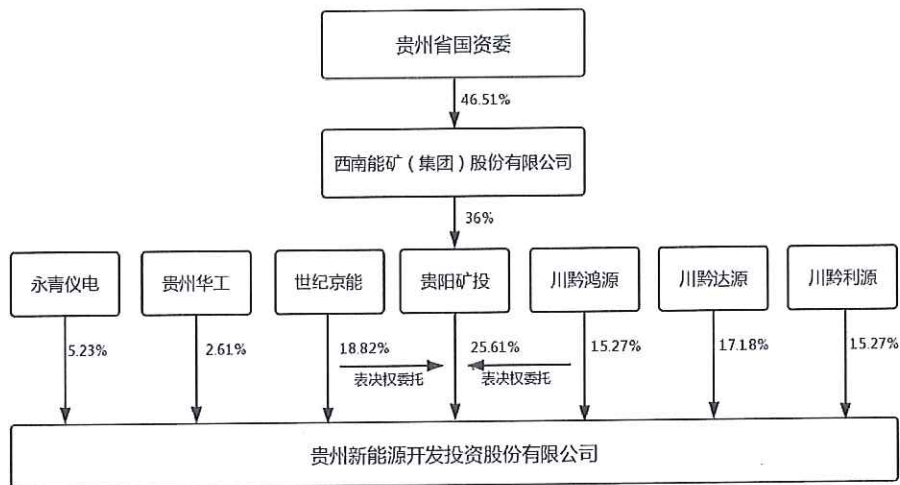 贵州省国资委
46.51%
西南能矿（集团）股份有限公司
36%
永青仪电
贵州华工
世纪京能
贵阳矿投
川黔鸿源
川黔达源
川黔利源
5.23%
2.61%
18.82%
25.61%
15.27%
17.18%
15.27%
表决权委托
表决权委托
贵州新能源开发投资股份有限公司